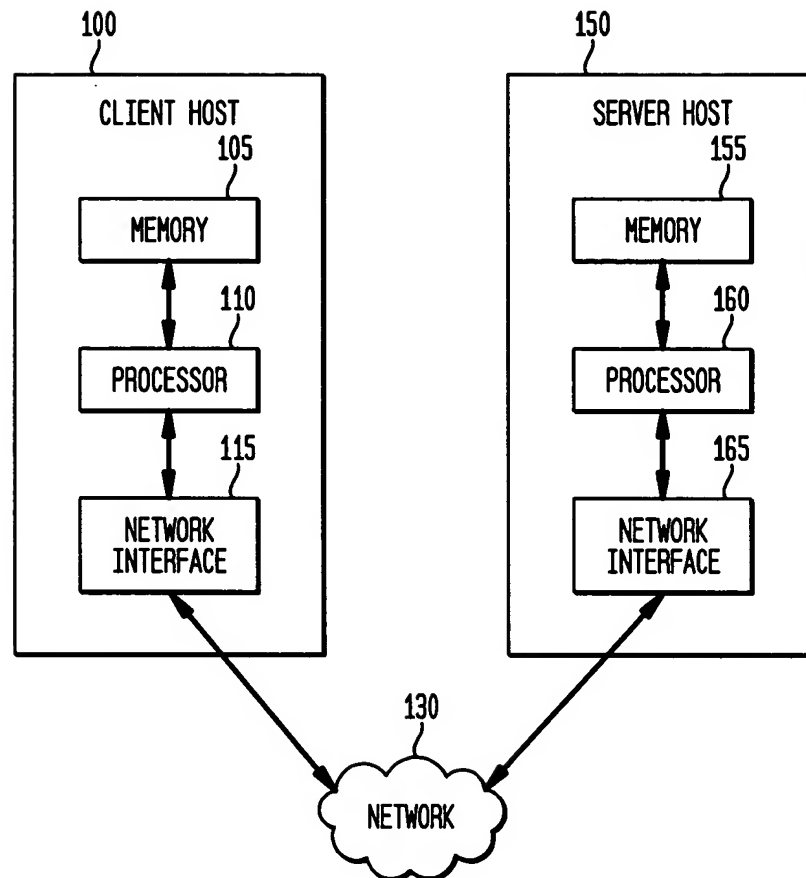 100
CLIENT HOST
105
MEMORY
110
PROCESSOR
115
NETWORK
INTERFACE
150
SERVER HOST
155
MEMORY
160
PROCESSOR
165
NETWORK
INTERFACE
130
NETWORK